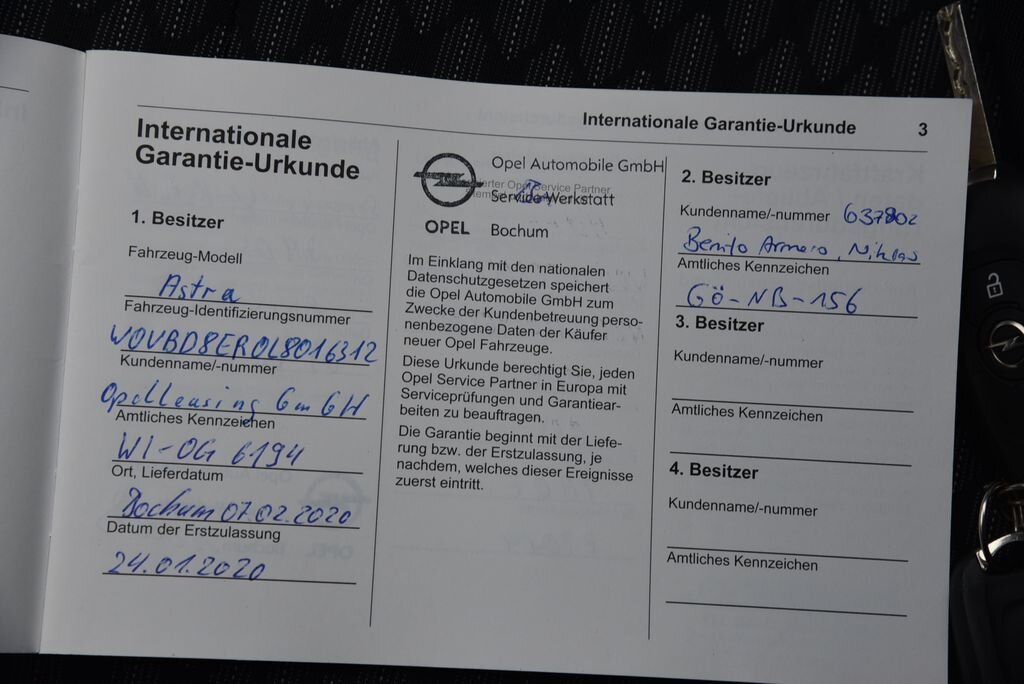 Internationale Garantie-Urkunde 3
Internationale
Garantie-Urkunde
1. Besitzer
Fahrzeug-Modell
Astra
Fahrzeug-Identifizierungsnummer
W0VBD8ER0L8016312
Kundenname/-nummer
Opelleasing GmbH
Amtliches Kennzeichen
WI-OG 6194
Ort, Lieferdatum
Bochum 07.02.2020
Datum der Erstzulassung
24.01.2020
Opel Automobile GmbH
Service Partner
Service-Werkstatt
OPEL Bochum
Im Einklang mit den nationalen
Datenschutzgesetzen speichert
die Opel Automobile GmbH zum
Zwecke der Kundenbetreuung perso-
nenbezogene Daten der Käufer
neuer Opel Fahrzeuge.
Diese Urkunde berechtigt Sie, jeden
Opel Service Partner in Europa mit
Serviceprüfungen und Garantiear-
beiten zu beauftragen.
Die Garantie beginnt mit der Liefe-
rung bzw. der Erstzulassung, je
nachdem, welches dieser Ereignisse
zuerst eintritt.
2. Besitzer
Kundenname/-nummer 637802
Benito Armero, Niklas
Amtliches Kennzeichen
GÖ-NB-156
3. Besitzer
Kundenname/-nummer
Amtliches Kennzeichen
4. Besitzer
Kundenname/-nummer
Amtliches Kennzeichen